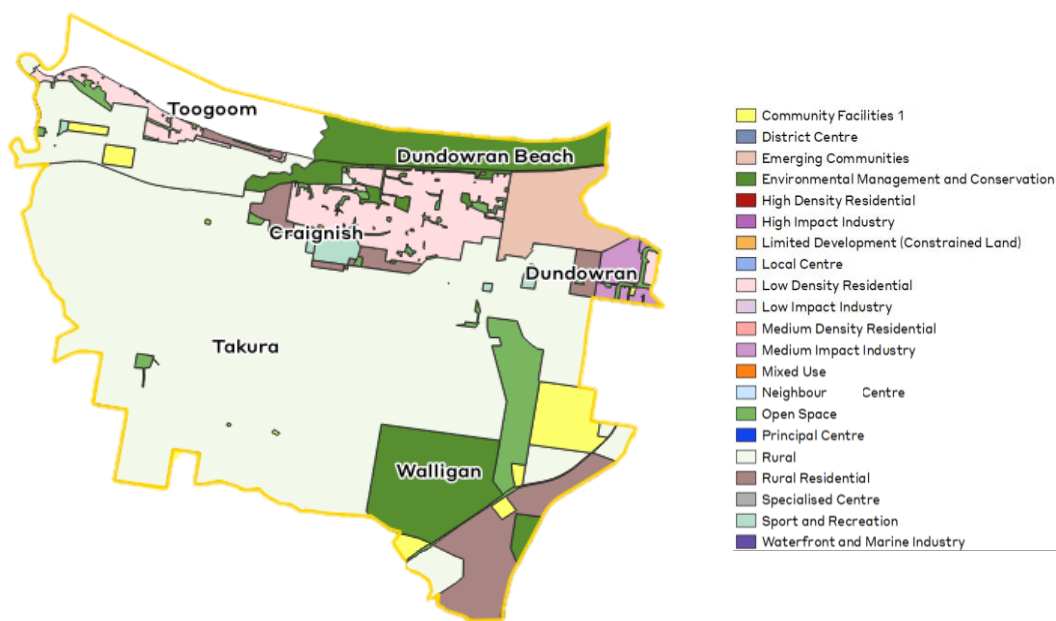 Toogoom
Dundowran Beach
Craignish
Dundowran
Takura
Walligan
Community Facilities 1
District Centre
Emerging Communities
Environmental Management and Conservation
High Density Residential
High Impact Industry
Limited Development (Constrained Land)
Local Centre
Low Density Residential
Low Impact Industry
Medium Density Residential
Medium Impact Industry
Mixed Use
Neighbour Centre
Open Space
Principal Centre
Rural
Rural Residential
Specialised Centre
Sport and Recreation
Waterfront and Marine Industry